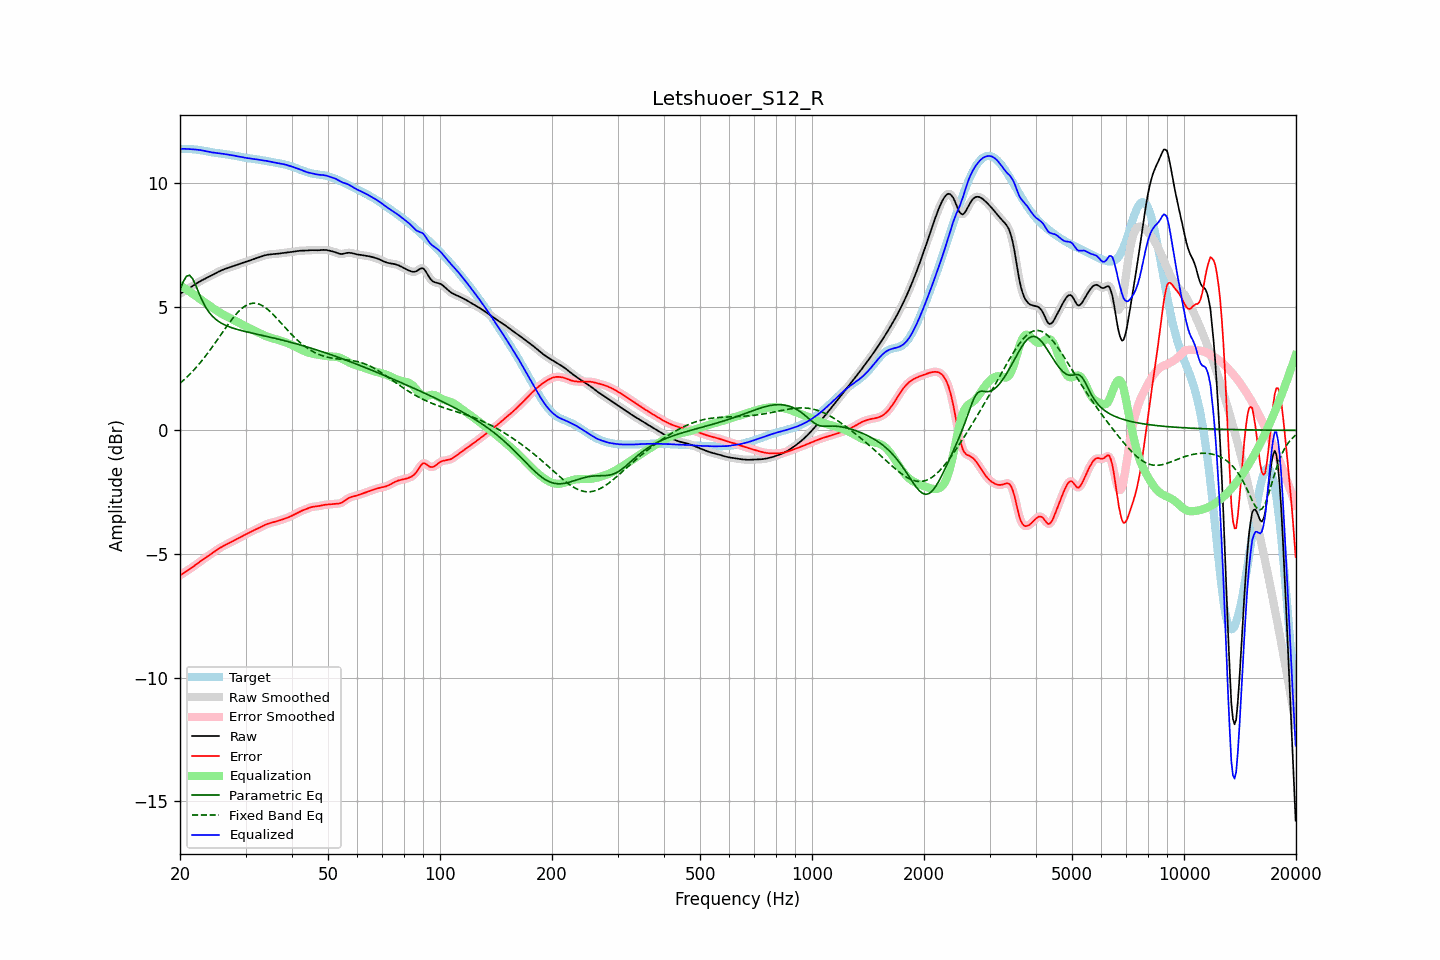 Letshuoer_S12_R
Amplitude (dBr)
10
5
0
−5
−10
−15
Target
Raw Smoothed
Error Smoothed
Raw
Error
Equalization
Parametric Eq
Fixed Band Eq
Equalized
20 50 100 200 500 1000 2000 5000 10000 20000
Frequency (Hz)